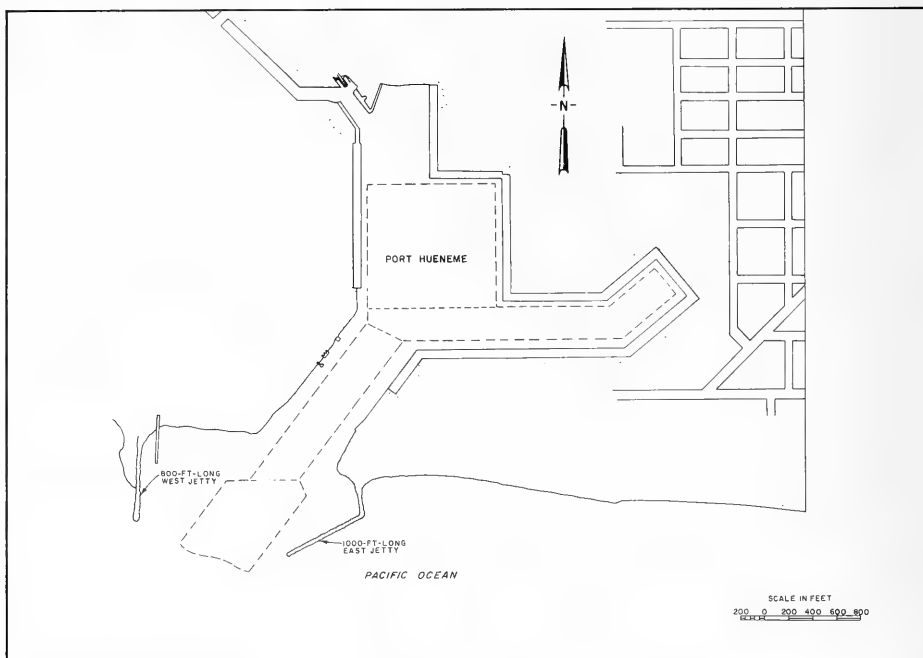 N
PORT HUENEME
800-FT-LONG
WEST JETTY
1000-FT-LONG
EAST JETTY
PACIFIC OCEAN
SCALE IN FEET
200 0 200 400 600 800